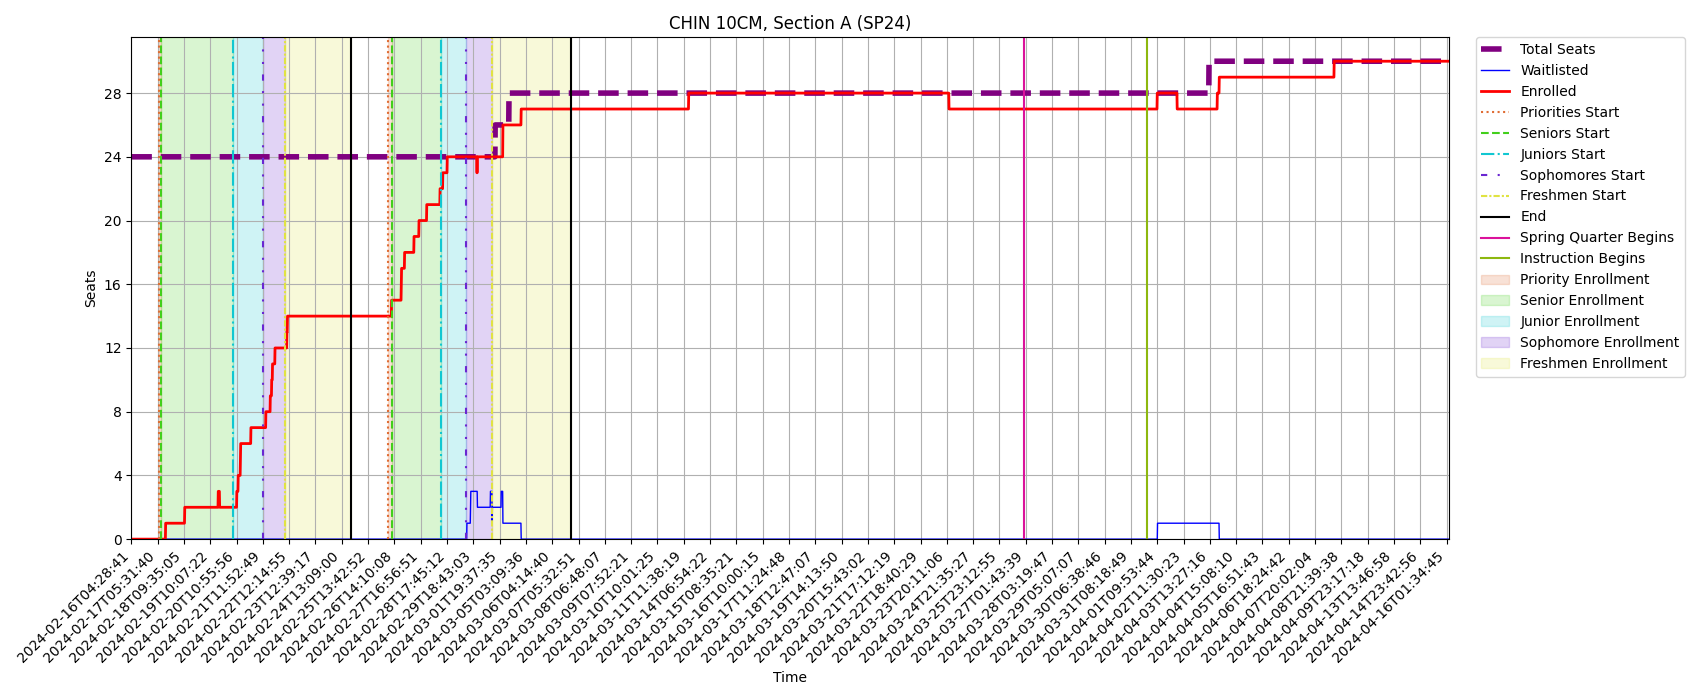 CHIN 10CM, Section A (SP24)
Seats
28
24
20
16
12
8
4
0
2024-02-16T04:28:41
2024-02-17T05:31:40
2024-02-18T09:35:05
2024-02-19T10:07:22
2024-02-20T10:55:56
2024-02-21T11:52:49
2024-02-22T12:14:55
2024-02-23T12:39:17
2024-02-24T13:09:00
2024-02-25T13:42:52
2024-02-26T14:10:08
2024-02-27T16:56:51
2024-02-28T17:45:12
2024-02-29T18:43:03
2024-03-01T19:37:35
2024-03-05T03:09:36
2024-03-06T04:14:40
2024-03-07T05:32:51
2024-03-08T06:48:07
2024-03-09T07:52:21
2024-03-10T10:01:25
2024-03-11T11:38:19
2024-03-14T06:54:22
2024-03-15T08:35:21
2024-03-16T10:00:15
2024-03-17T11:24:48
2024-03-18T12:47:07
2024-03-19T14:13:50
2024-03-20T15:43:02
2024-03-21T17:12:19
2024-03-22T18:40:29
2024-03-23T20:11:06
2024-03-24T21:35:27
2024-03-25T23:12:55
2024-03-27T01:43:39
2024-03-28T03:19:47
2024-03-29T05:07:07
2024-03-30T06:38:46
2024-03-31T08:18:49
2024-04-01T09:53:44
2024-04-02T11:30:23
2024-04-03T13:27:16
2024-04-04T15:08:10
2024-04-05T16:51:43
2024-04-06T18:24:42
2024-04-07T20:02:04
2024-04-08T21:39:38
2024-04-09T23:17:18
2024-04-13T13:46:58
2024-04-14T23:42:56
2024-04-16T01:34:45
Time
Total Seats
Waitlisted
Enrolled
Priorities Start
Seniors Start
Juniors Start
Sophomores Start
Freshmen Start
End
Spring Quarter Begins
Instruction Begins
Priority Enrollment
Senior Enrollment
Junior Enrollment
Sophomore Enrollment
Freshmen Enrollment